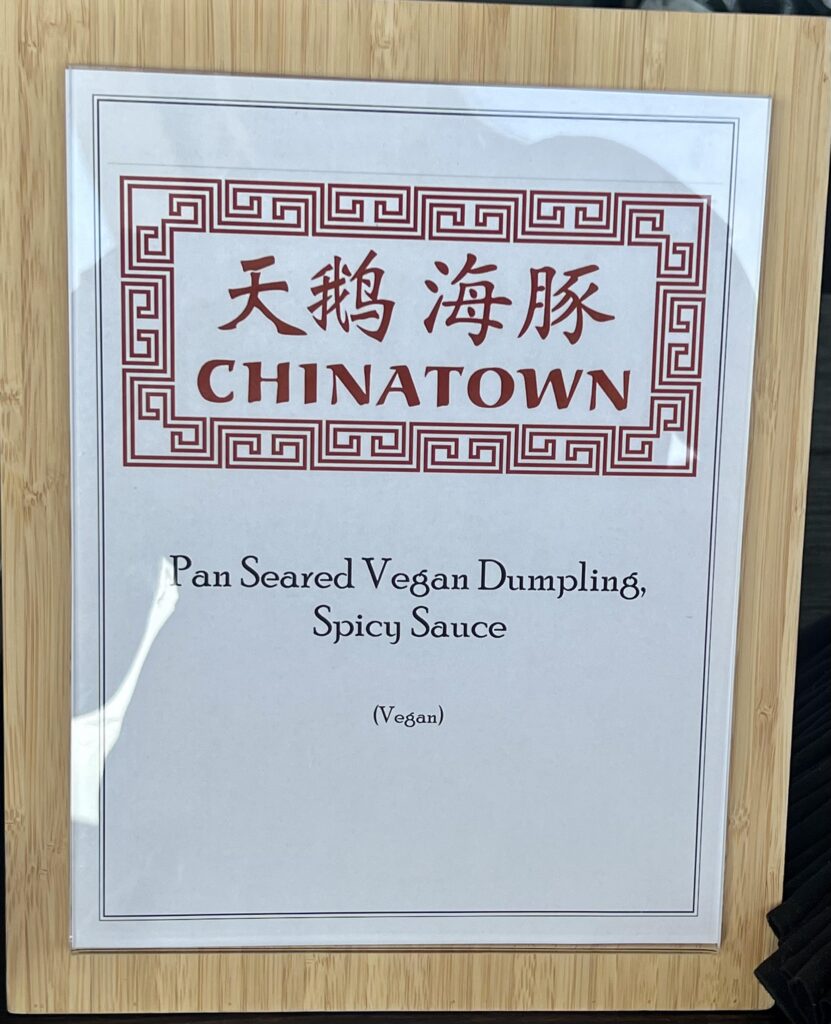 天鹅 海豚
CHINATOWN
Pan Seared Vegan Dumpling,
Spicy Sauce
(Vegan)